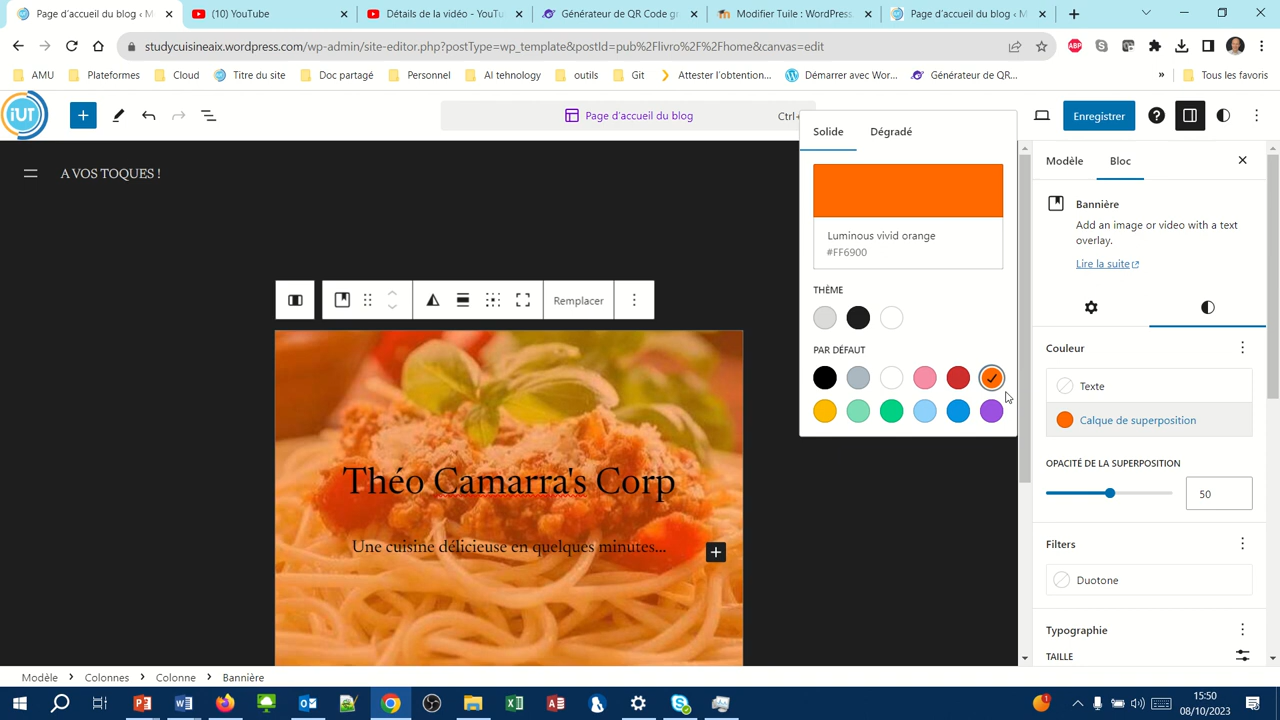 Page d'accueil du blog ‹ M
(10) YouTube
Détails de la vidéo - YouTu
Générateur de QR Code gr
Modifier Tuile : WordPress.
Page d'accueil du blog ‹ M
studycuisineaix.wordpress.com/wp-admin/site-editor.php?postType=wp_template&postId=pub%2Flivro%2F%2Fhome&canvas=edit
AMU
Plateformes
Cloud
Titre du site
Doc partagé
Personnel
AI tehnology
outils
Git
Attester l'obtention...
Démarrer avec Wor...
Générateur de QR...
»
Tous les favoris
iUT
Page d'accueil du blog
Ctrl+
Enregistrer
Solide
Dégradé
Modèle
Bloc
A VOS TOQUES !
Bannière
Add an image or video with a text
overlay.
Lire la suite
Luminous vivid orange
#FF6900
THÈME
Remplacer
PAR DÉFAUT
Couleur
Texte
Calque de superposition
OPACITÉ DE LA SUPERPOSITION
50
Théo Camarra's Corp
Une cuisine délicieuse en quelques minutes...
Filters
Duotone
Typographie
TAILLE
Modèle > Colonnes > Colonne > Bannière
15:50
08/10/2023